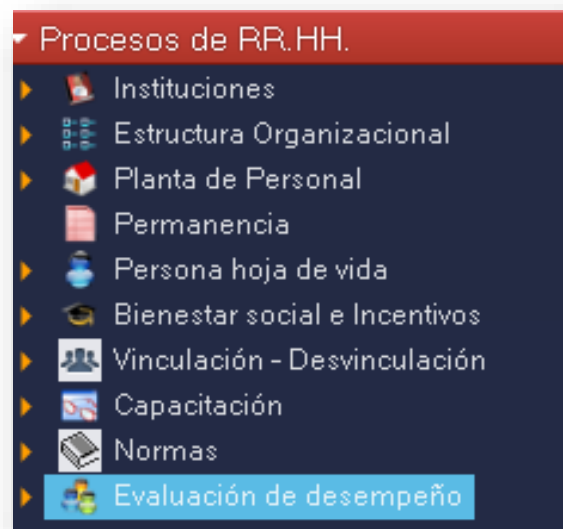 Procesos de RR.HH.
Instituciones
Estructura Organizacional
Planta de Personal
Permanencia
Persona hoja de vida
Bienestar social e Incentivos
Vinculación - Desvinculación
Capacitación
Normas
Evaluación de desempeño